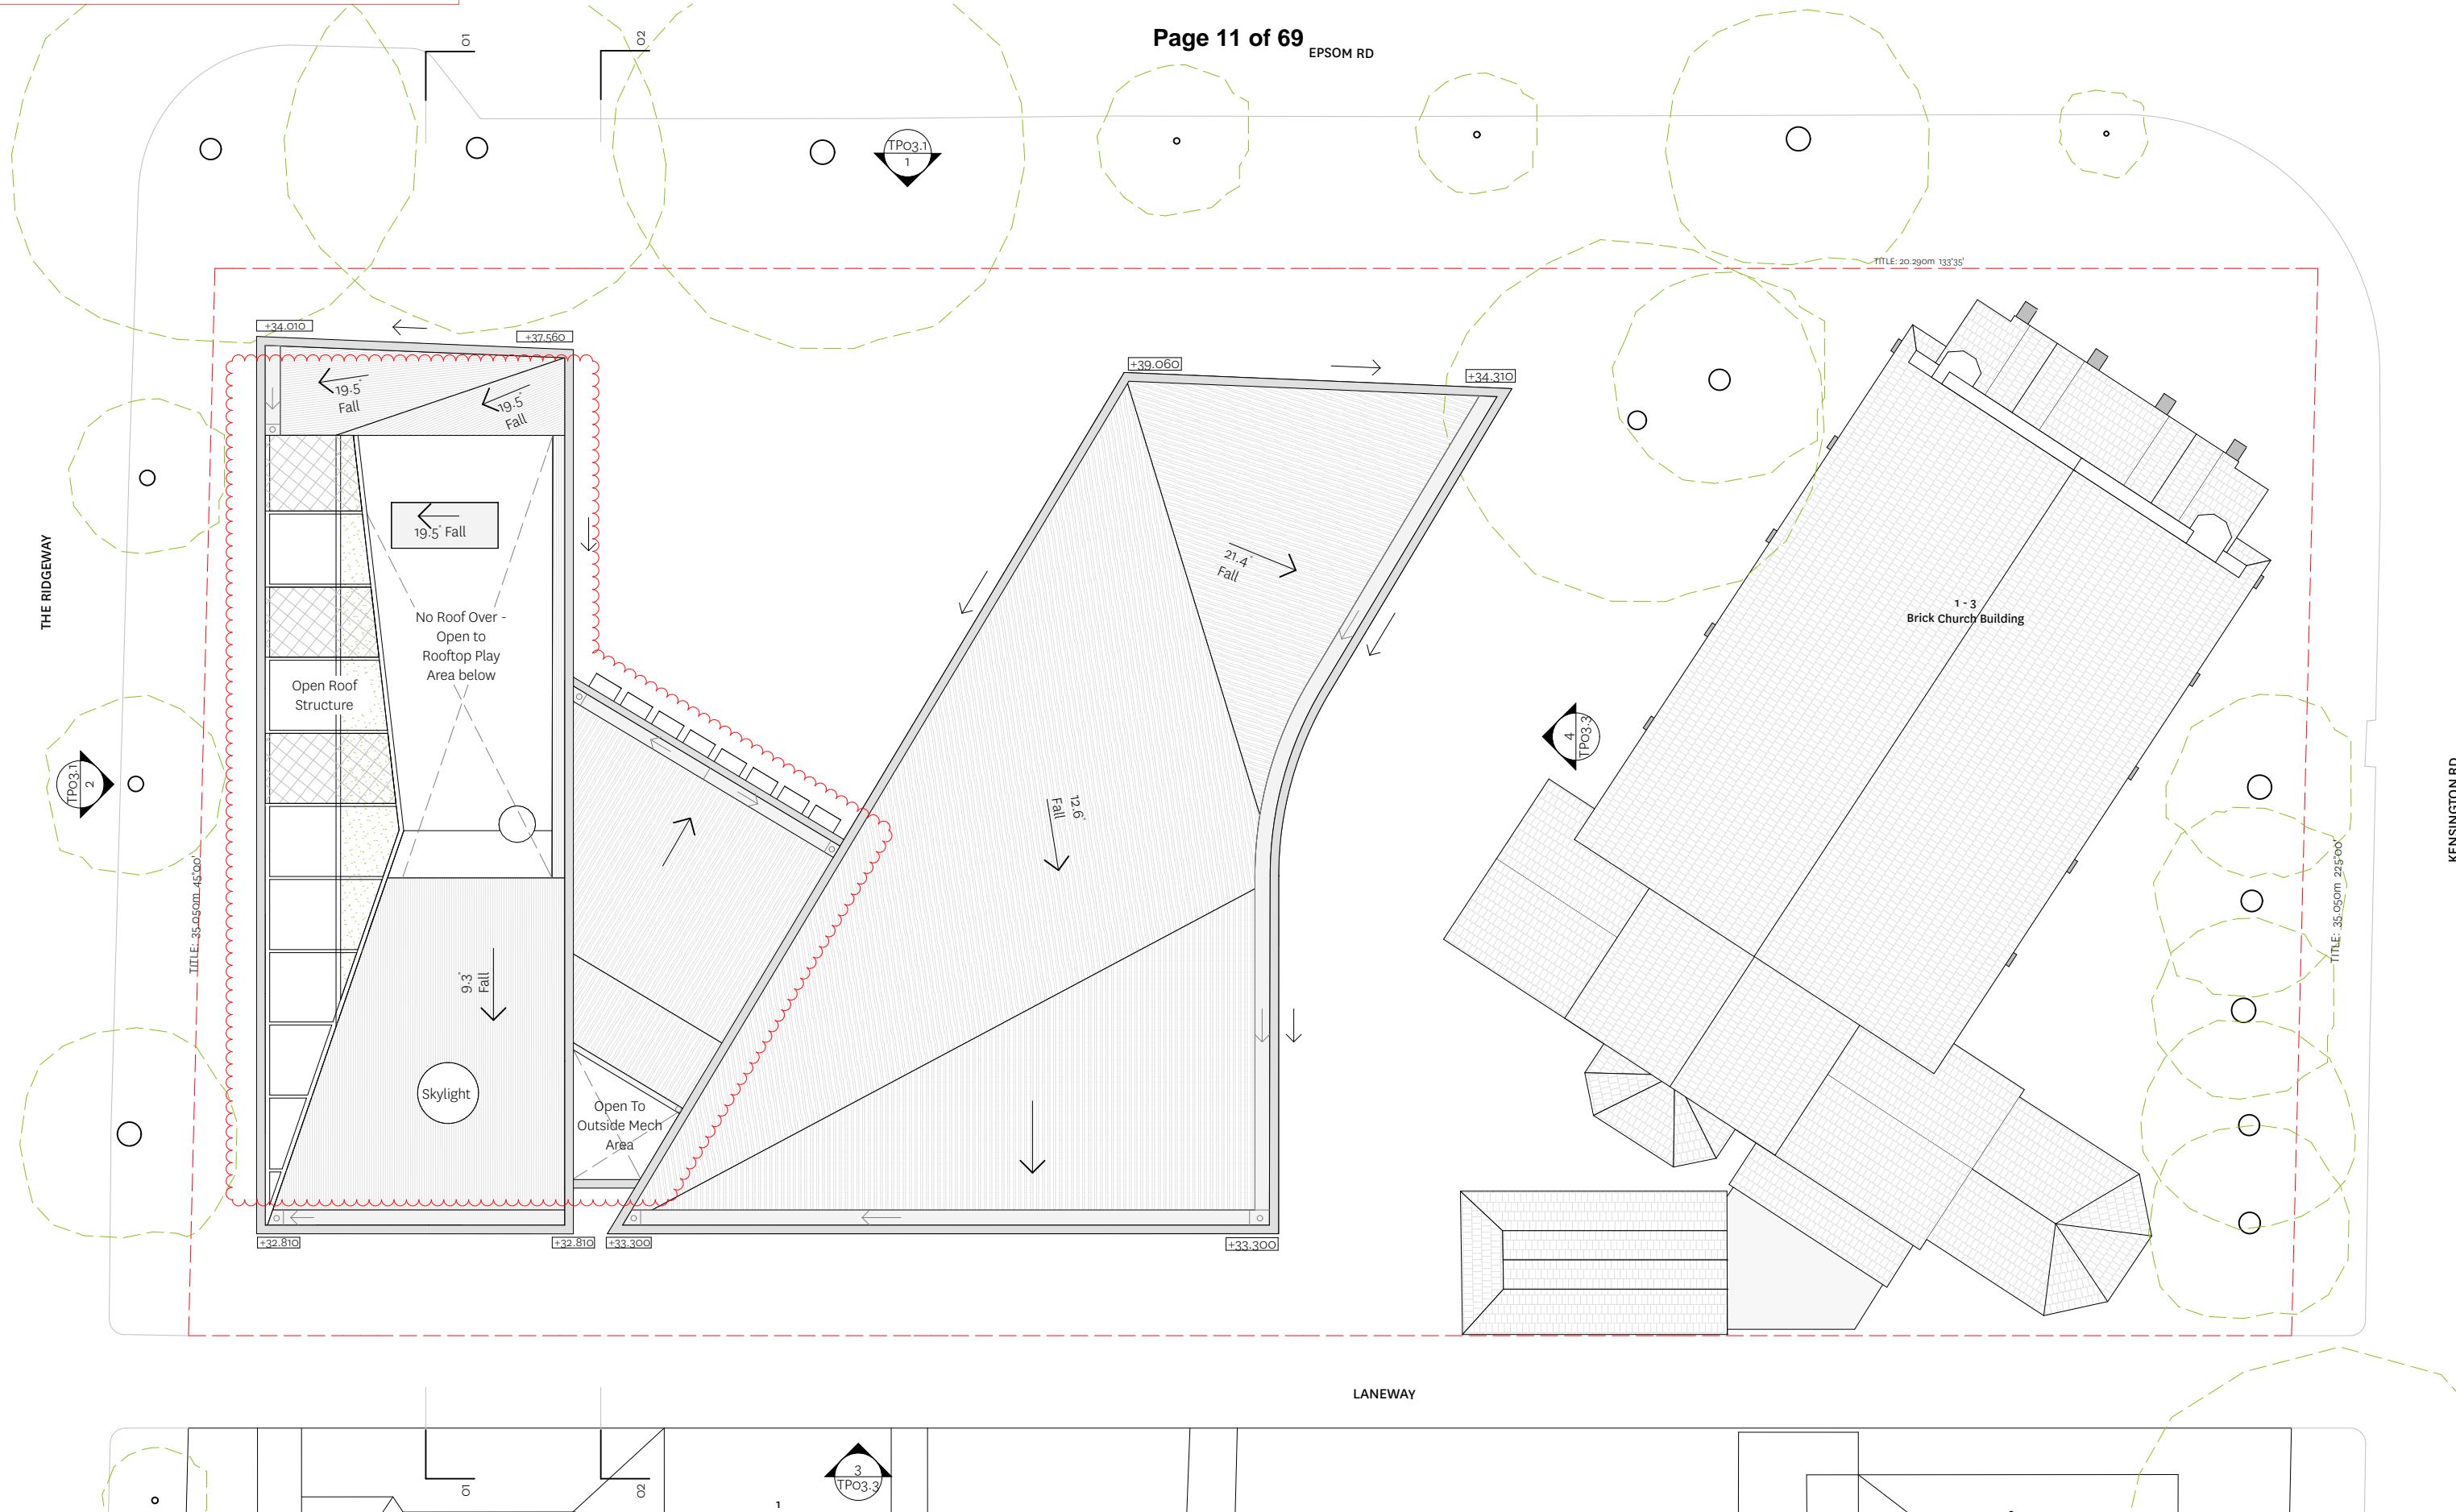 Page 11 of 69
EPSOM RD
01
02
TP03.1
1
TITLE: 20.290m 133°35'
+34.010
+37.560
+39.060
+34.310
19.5°
Fall
19.5°
Fall
19.5° Fall
THE RIDGEWAY
No Roof Over -
Open to
Rooftop Play
Area below
Open Roof
Structure
21.4°
Fall
1 - 3
Brick Church Building
4
TP03.3
TP03.1
2
12.6°
Fall
KENSINGTON RD
TITLE: 35.050m 45°00'
TITLE: 35.050m 225°00'
9.3°
Fall
Skylight
Open To
Outside Mech
Area
+32.810
+32.810
+33.300
+33.300
LANEWAY
01
02
3
TP03.3
1